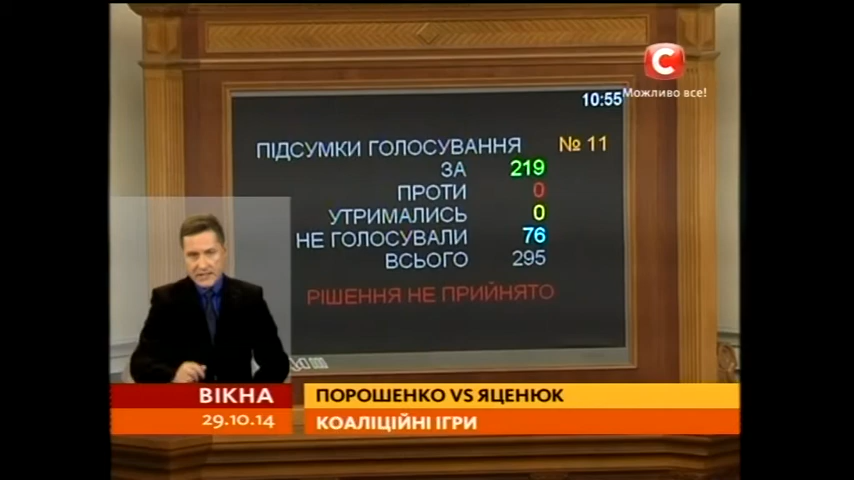 С
Можливо все!
10:55
ПІДСУМКИ ГОЛОСУВАННЯ № 11
ЗА 219
ПРОТИ 0
УТРИМАЛИСЬ 0
НЕ ГОЛОСУВАЛИ 76
ВСЬОГО 295
РІШЕННЯ НЕ ПРИЙНЯТО
ВІКНА
29.10.14
ПОРОШЕНКО VS ЯЦЕНЮК
КОАЛІЦІЙНІ ІГРИ